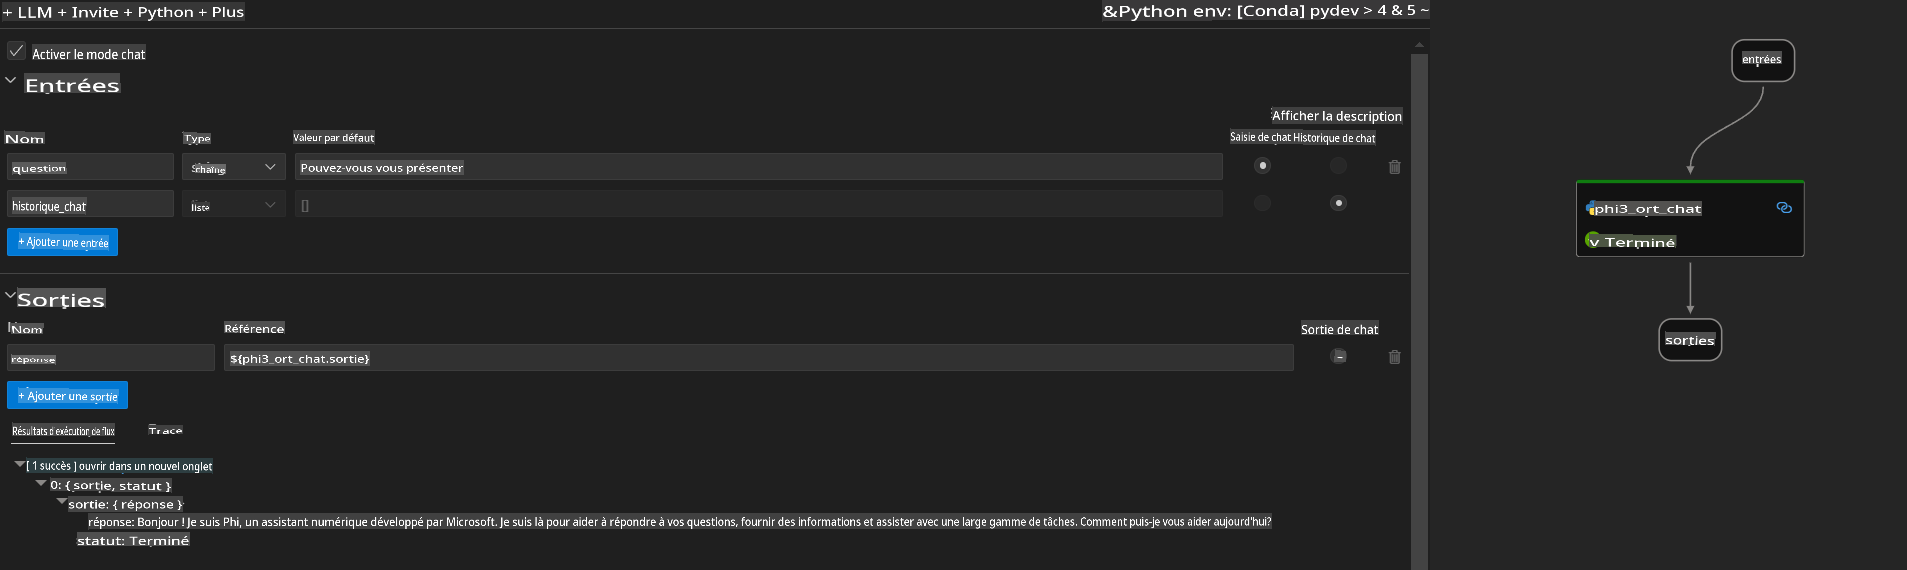 + LLM + Invite + Python + Plus
&Python env: [Conda] pydev > 4 & 5 ~
Activer le mode chat
Entrées
Afficher la description
Nom Type Valeur par défaut Saisie de chat Historique de chat
question chaîne Pouvez-vous vous présenter
historique_chat liste []
+ Ajouter une entrée
Sorties
Nom Référence Sortie de chat
réponse ${phi3_ort_chat.sortie}
+ Ajouter une sortie
Résultats d'exécution de flux Trace
[ 1 succès ] ouvrir dans un nouvel onglet
0: { sortie, statut }
sortie: { réponse }
réponse: Bonjour ! Je suis Phi, un assistant numérique développé par Microsoft. Je suis là pour aider à répondre à vos questions, fournir des informations et assister avec une large gamme de tâches. Comment puis-je vous aider aujourd'hui?
statut: Terminé
entrées
phi3_ort_chat
v Terminé
sorties